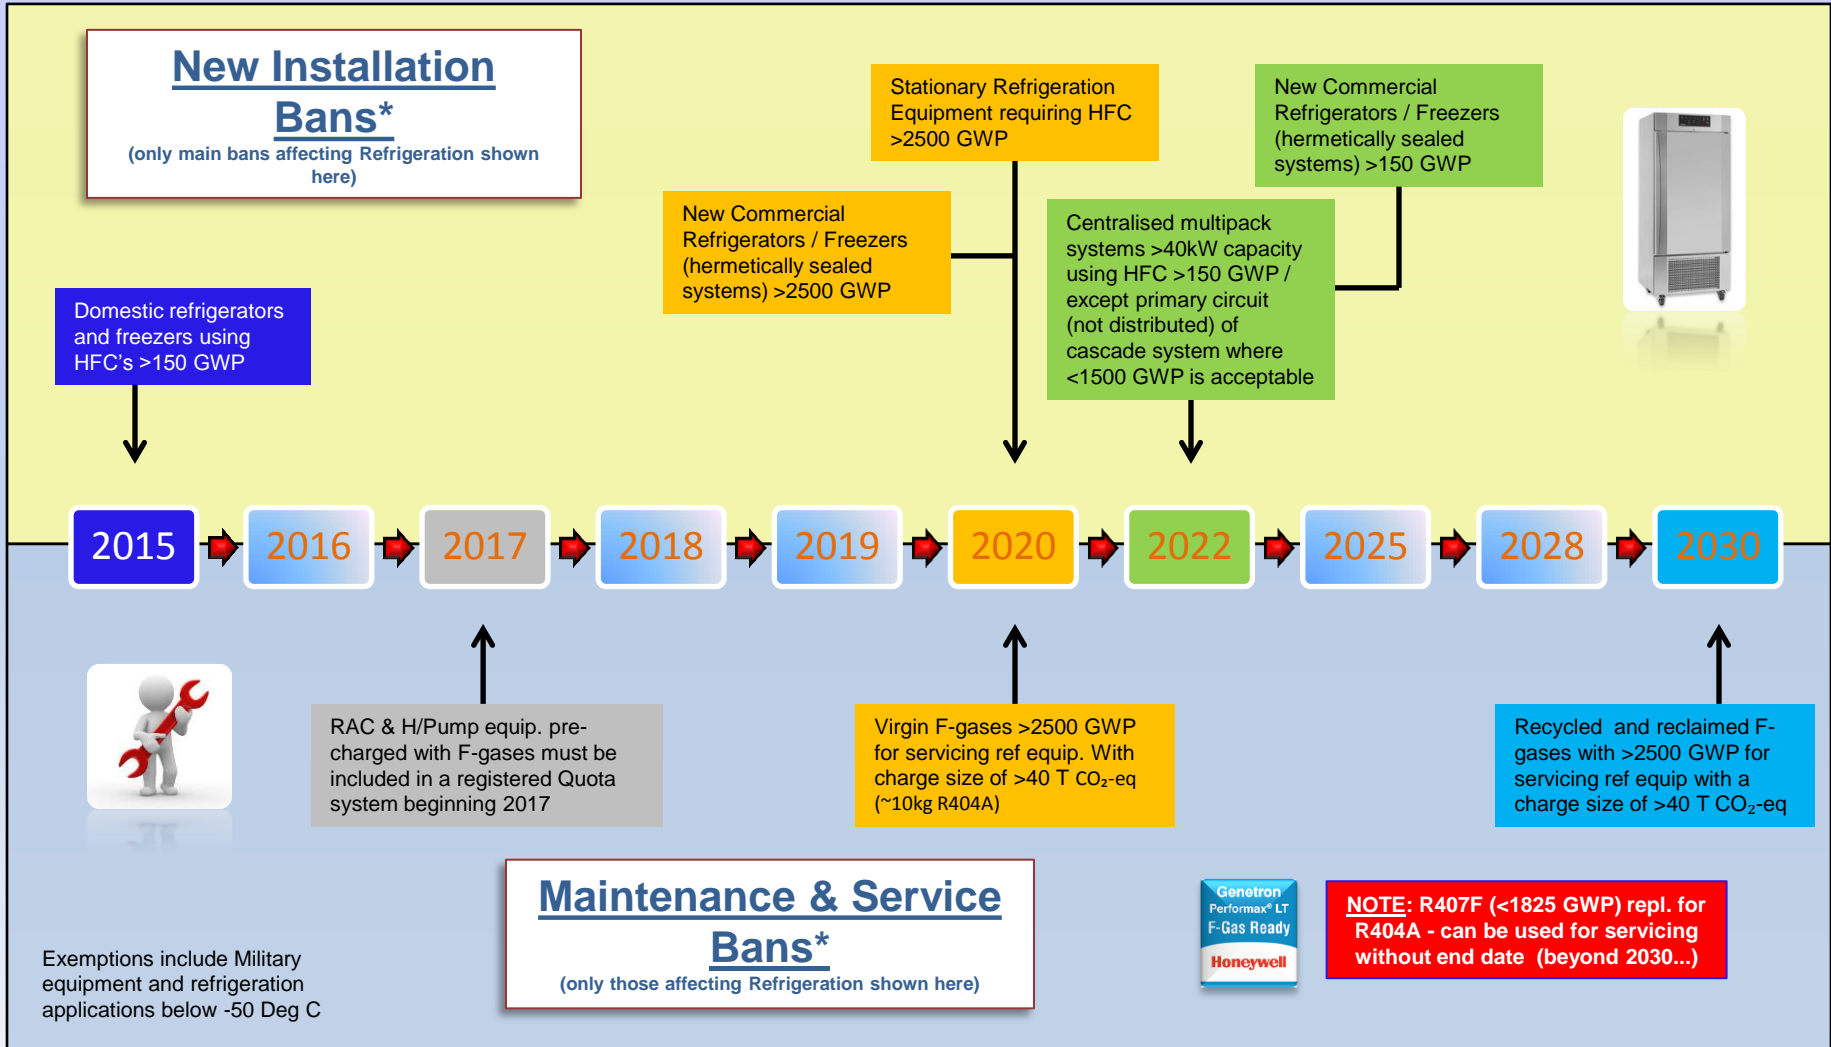 New Installation
Bans*
(only main bans affecting Refrigeration shown
here)
Stationary Refrigeration
Equipment requiring HFC
>2500 GWP
New Commercial
Refrigerators / Freezers
(hermetically sealed
systems) >150 GWP
New Commercial
Refrigerators / Freezers
(hermetically sealed
systems) >2500 GWP
Centralised multipack
systems >40kW capacity
using HFC >150 GWP /
except primary circuit
(not distributed) of
cascade system where
<1500 GWP is acceptable
Domestic refrigerators
and freezers using
HFC's >150 GWP
2015
2016
2017
2018
2019
2020
2022
2025
2028
2030
RAC & H/Pump equip. pre-
charged with F-gases must be
included in a registered Quota
system beginning 2017
Virgin F-gases >2500 GWP
for servicing ref equip. With
charge size of >40 T CO₂-eq
(~10kg R404A)
Recycled and reclaimed F-
gases with >2500 GWP for
servicing ref equip with a
charge size of >40 T CO₂-eq
Maintenance & Service
Bans*
(only those affecting Refrigeration shown here)
Genetron
Performax® LT
F-Gas Ready
Honeywell
NOTE: R407F (<1825 GWP) repl. for
R404A - can be used for servicing
without end date (beyond 2030...)
Exemptions include Military
equipment and refrigeration
applications below -50 Deg C